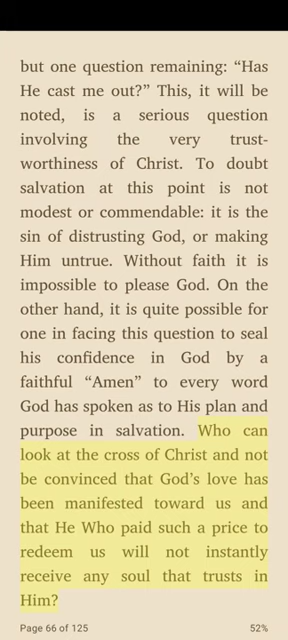 but one question remaining: “Has
He cast me out?” This, it will be
noted, is a serious question
involving the very trust-
worthiness of Christ. To doubt
salvation at this point is not
modest or commendable: it is the
sin of distrusting God, or making
Him untrue. Without faith it is
impossible to please God. On the
other hand, it is quite possible for
one in facing this question to seal
his confidence in God by a
faithful “Amen” to every word
God has spoken as to His plan and
purpose in salvation. Who can
look at the cross of Christ and not
be convinced that God’s love has
been manifested toward us and
that He Who paid such a price to
redeem us will not instantly
receive any soul that trusts in
Him?
Page 66 of 125 52%